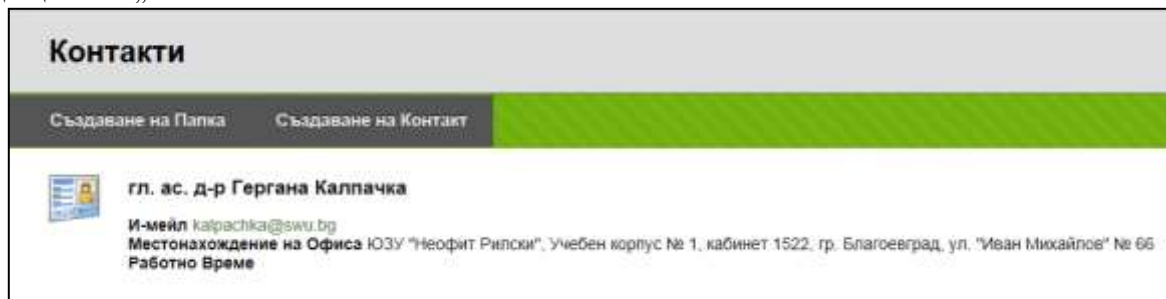 Контакти
Създаване на Папка Създаване на Контакт
гл. ас. д-р Гергана Калпачка
И-мейл kalpachka@swu.bg
Местонахождение на Офиса ЮЗУ "Неофит Рилски", Учебен корпус № 1, кабинет 1522, гр. Благоевград, ул. "Иван Михайлов" № 66
Работно Време